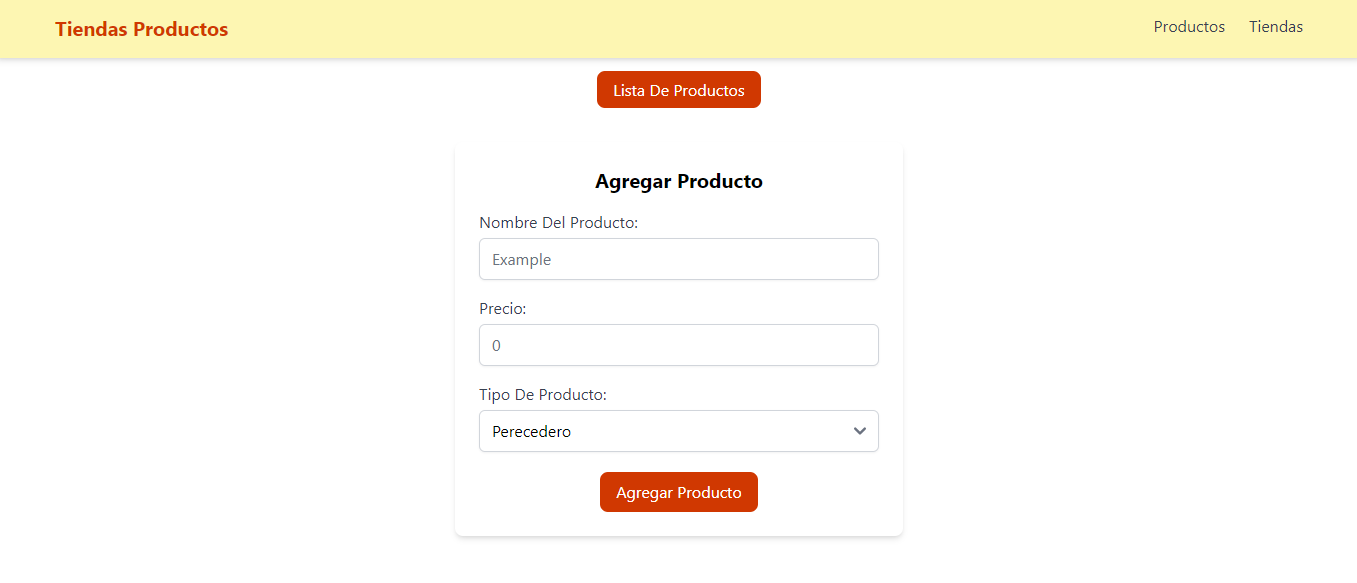 Tiendas Productos
Productos
Tiendas
Lista De Productos
Agregar Producto
Nombre Del Producto:
Example
Precio:
0
Tipo De Producto:
Perecedero
Agregar Producto